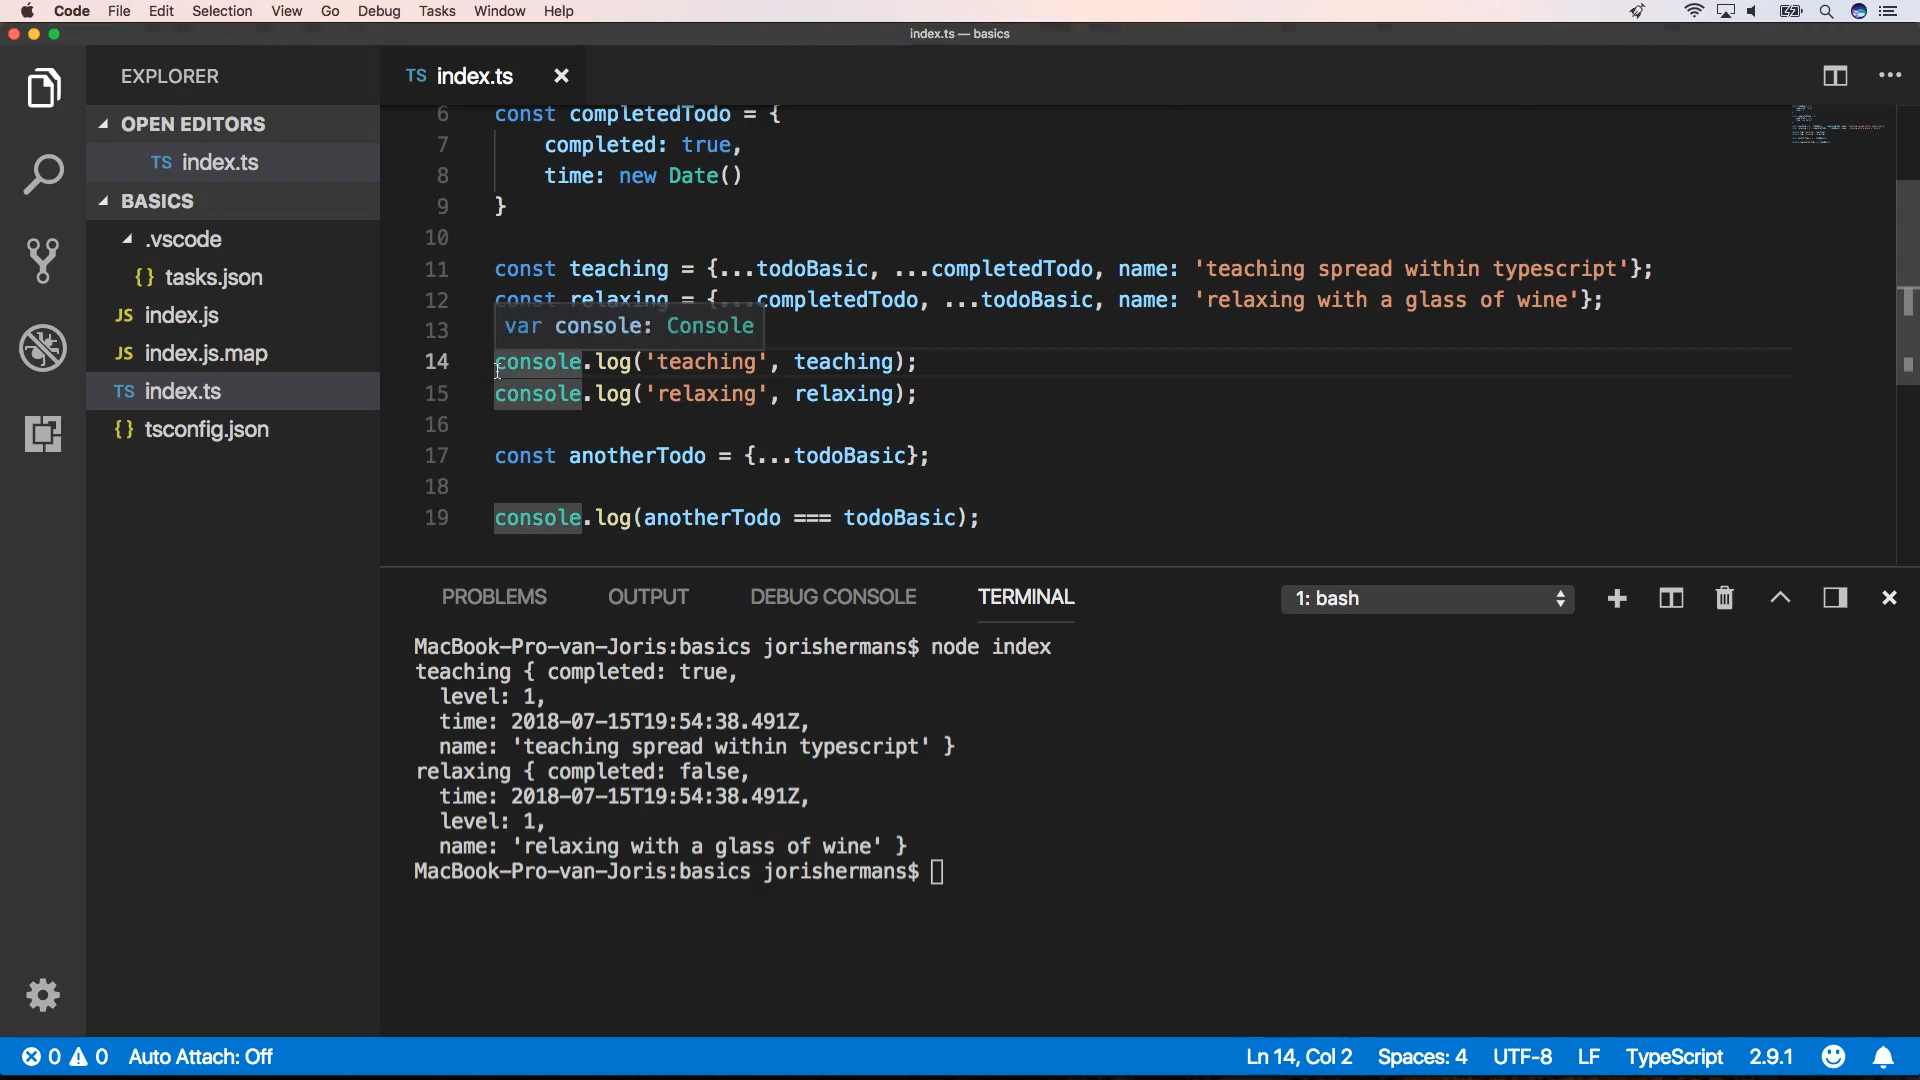 Code File Edit Selection View Go Debug Tasks Window Help
index.ts — basics
EXPLORER
OPEN EDITORS
TS index.ts
BASICS
.vscode
{} tasks.json
JS index.js
JS index.js.map
TS index.ts
{} tsconfig.json
TS index.ts
6 const completedTodo = {
7 completed: true,
8 time: new Date()
9 }
10
11 const teaching = {...todoBasic, ...completedTodo, name: 'teaching spread within typescript'};
12 const relaxing = {...completedTodo, ...todoBasic, name: 'relaxing with a glass of wine'};
var console: Console
13
14 console.log('teaching', teaching);
15 console.log('relaxing', relaxing);
16
17 const anotherTodo = {...todoBasic};
18
19 console.log(anotherTodo === todoBasic);
PROBLEMS OUTPUT DEBUG CONSOLE TERMINAL 1: bash
MacBook-Pro-van-Joris:basics jorishermans$ node index
teaching { completed: true,
level: 1,
time: 2018-07-15T19:54:38.491Z,
name: 'teaching spread within typescript' }
relaxing { completed: false,
time: 2018-07-15T19:54:38.491Z,
level: 1,
name: 'relaxing with a glass of wine' }
MacBook-Pro-van-Joris:basics jorishermans$
0 0 Auto Attach: Off Ln 14, Col 2 Spaces: 4 UTF-8 LF TypeScript 2.9.1